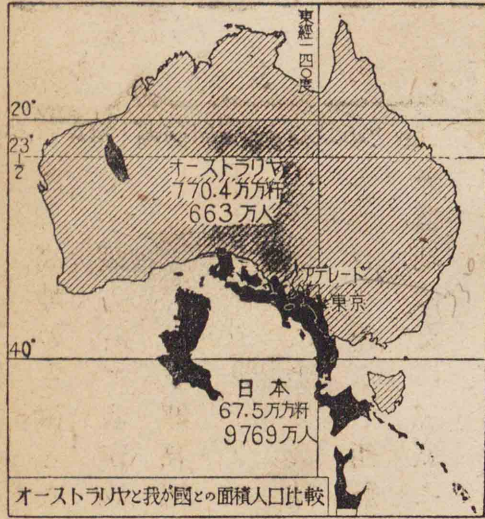 東經一四〇度
20°
23°
1/2
オーストラリヤ
770.4万方粁
663万人
アデレード
東京
40°
日本
67.5万方粁
9769万人
オーストラリヤと我が國との面積人口比較